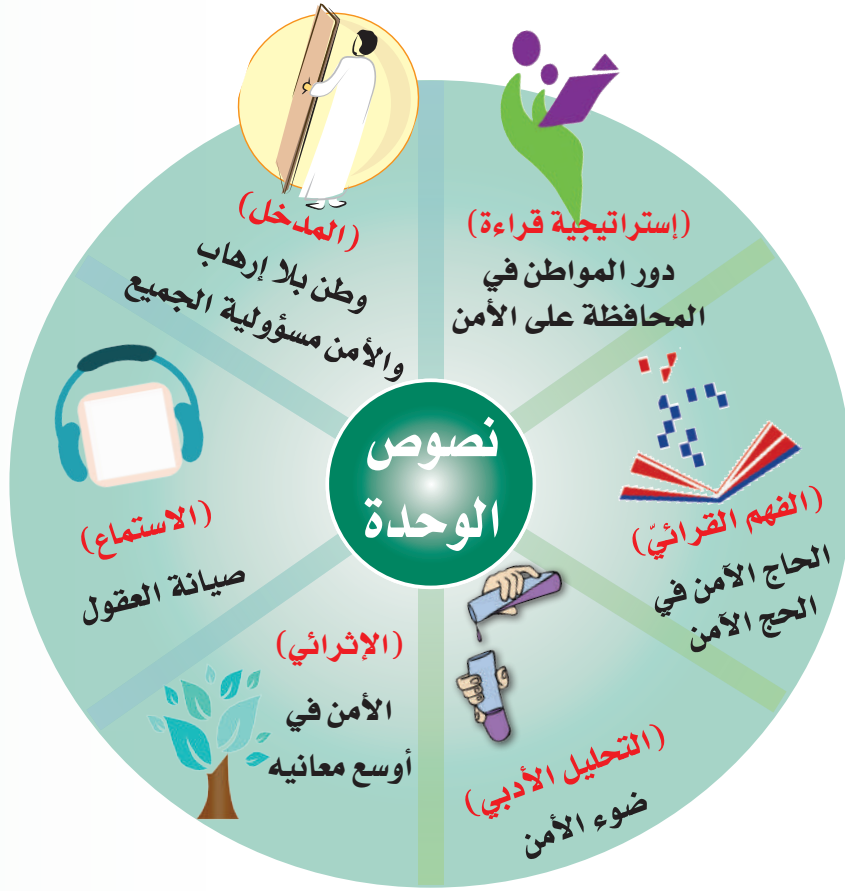 نصوص
الوحدة
(المدخل)
وطن بلا إرهاب
والأمن مسؤولية الجميع
(إستراتيجية قراءة)
دور المواطن في
المحافظة على الأمن
(الفهم القرائيّ)
الحاج الآمن في
الحج الآمن
(التحليل الأدبي)
ضوء الأمن
(الإثرائي)
الأمن في
أوسع معانيه
(الاستماع)
صيانة العقول